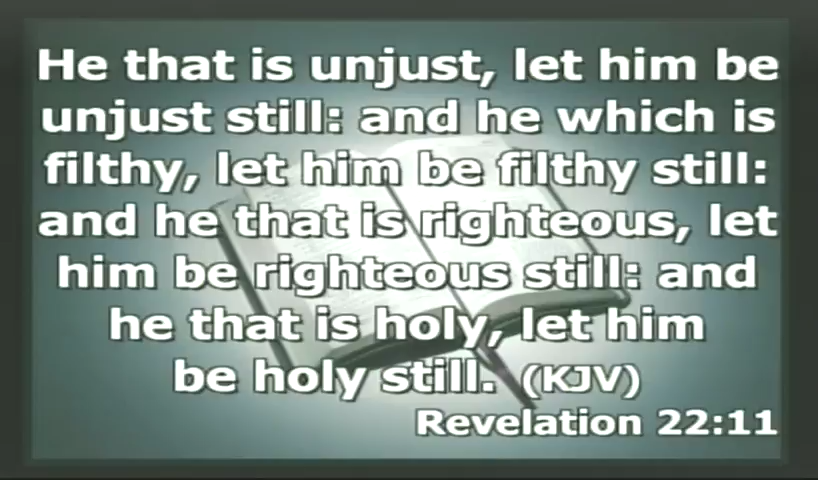 He that is unjust, let him be
unjust still: and he which is
filthy, let him be filthy still:
and he that is righteous, let
him be righteous still: and
he that is holy, let him
be holy still. (KJV)
Revelation 22:11